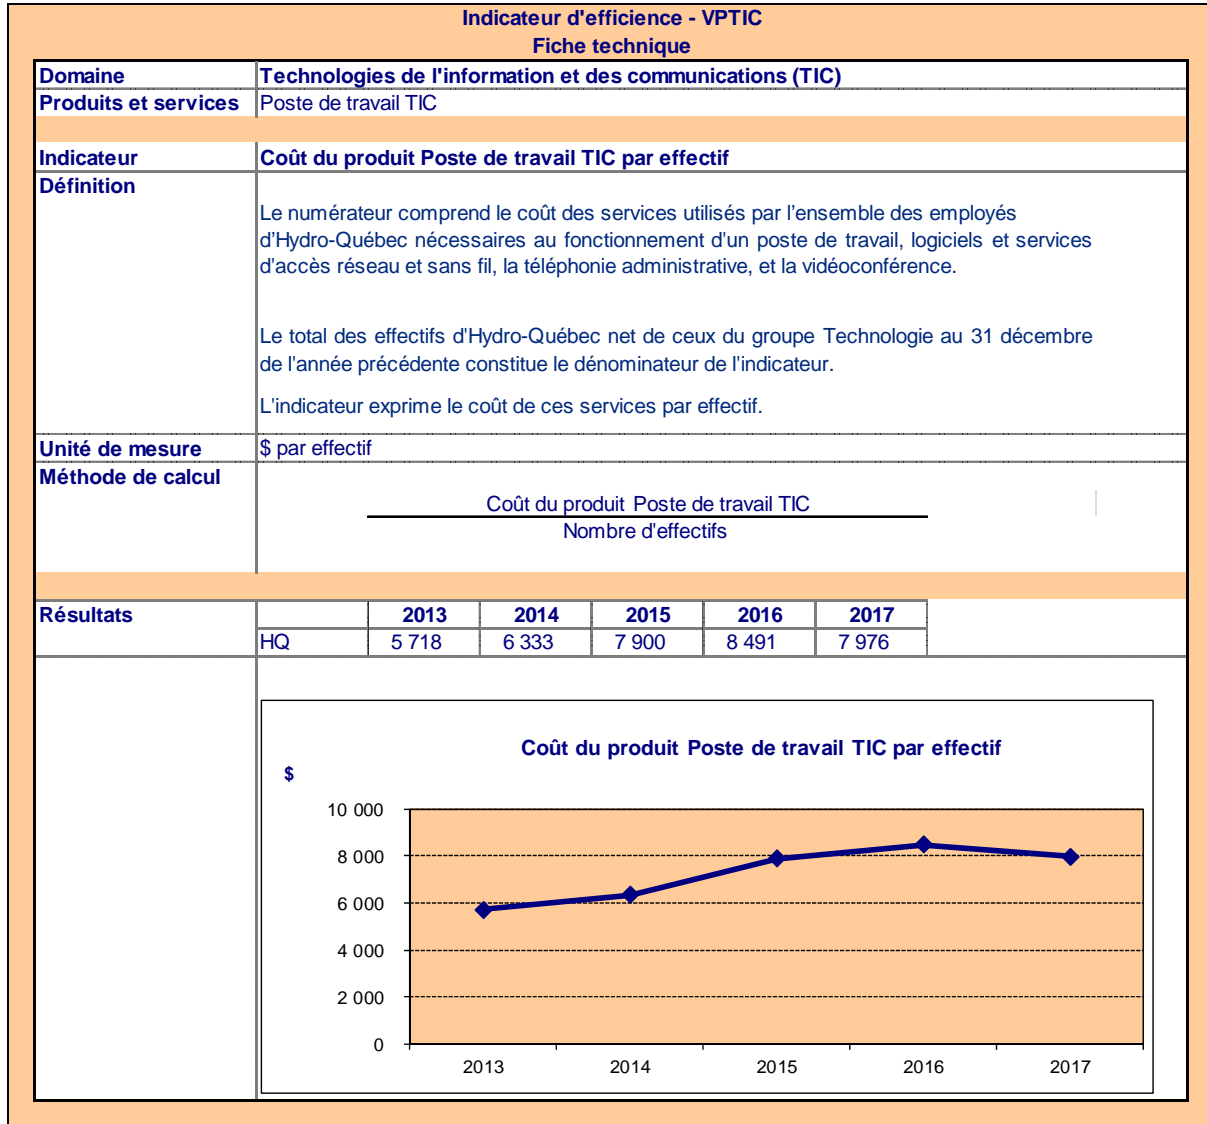 Indicateur d'efficience - VPTIC
Fiche technique
Domaine Technologies de l'information et des communications (TIC)
Produits et services Poste de travail TIC
Indicateur Coût du produit Poste de travail TIC par effectif
Définition
Le numérateur comprend le coût des services utilisés par l'ensemble des employés
d'Hydro-Québec nécessaires au fonctionnement d'un poste de travail, logiciels et services
d'accès réseau et sans fil, la téléphonie administrative, et la vidéoconférence.
Le total des effectifs d'Hydro-Québec net de ceux du groupe Technologie au 31 décembre
de l'année précédente constitue le dénominateur de l'indicateur.
L'indicateur exprime le coût de ces services par effectif.
Unité de mesure $ par effectif
Méthode de calcul
Coût du produit Poste de travail TIC
Nombre d'effectifs
Résultats 2013 2014 2015 2016 2017
HQ 5 718 6 333 7 900 8 491 7 976
Coût du produit Poste de travail TIC par effectif
$
10 000
8 000
6 000
4 000
2 000
0
2013 2014 2015 2016 2017